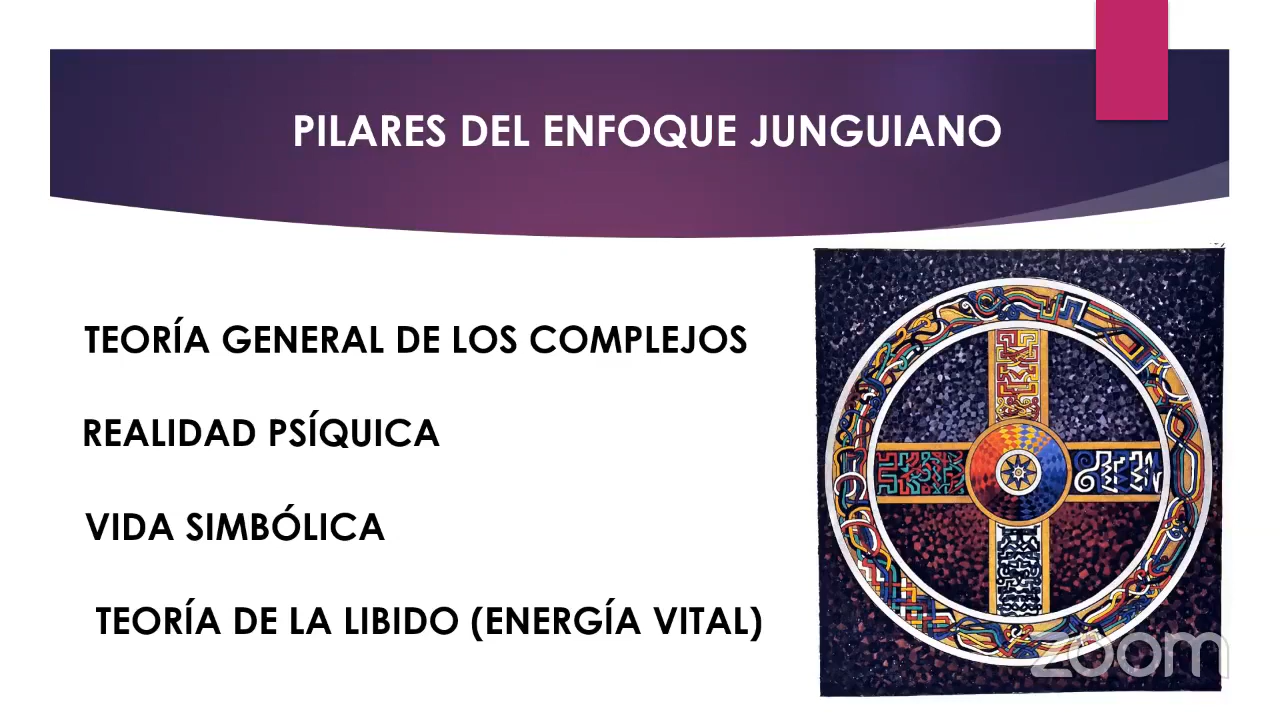 PILARES DEL ENFOQUE JUNGUIANO
TEORÍA GENERAL DE LOS COMPLEJOS
REALIDAD PSÍQUICA
VIDA SIMBÓLICA
TEORÍA DE LA LIBIDO (ENERGÍA VITAL)
zoom